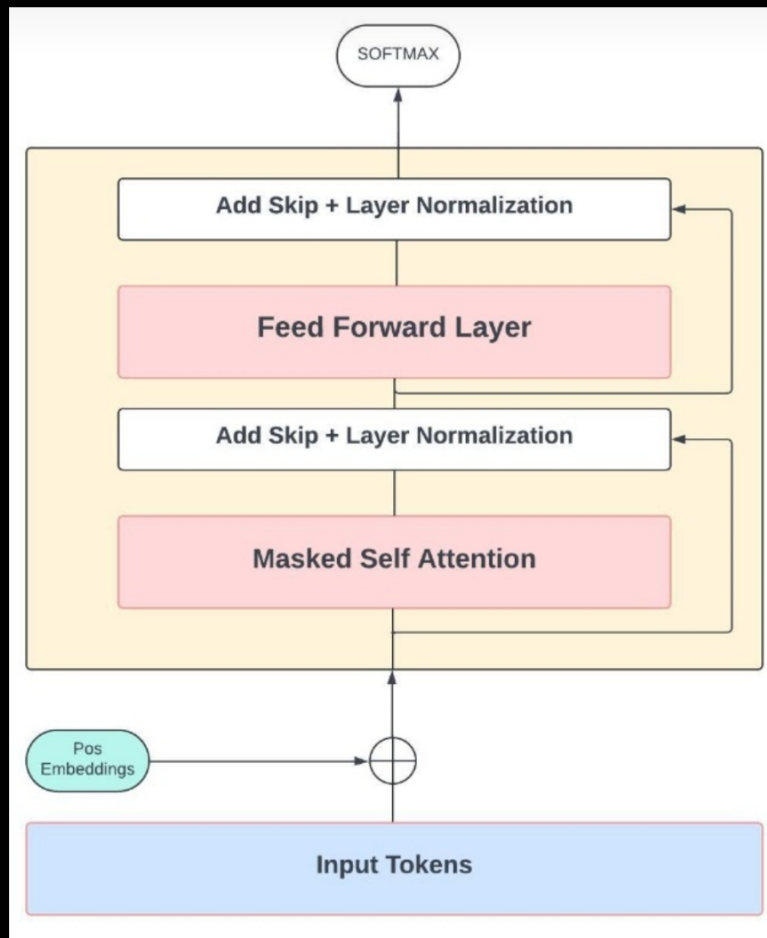 SOFTMAX
Add Skip + Layer Normalization
Feed Forward Layer
Add Skip + Layer Normalization
Masked Self Attention
Pos
Embeddings
Input Tokens